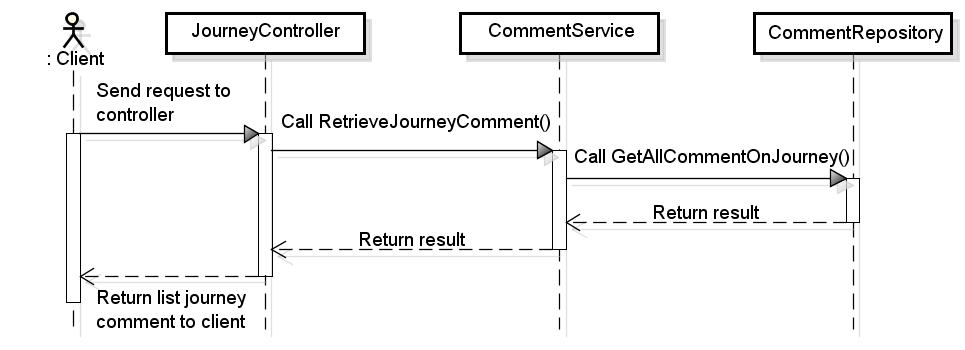 JourneyController
CommentService
CommentRepository
: Client
Send request to
controller
Call RetrieveJourneyComment()
Call GetAllCommentOnJourney()
Return result
Return result
Return list journey
comment to client